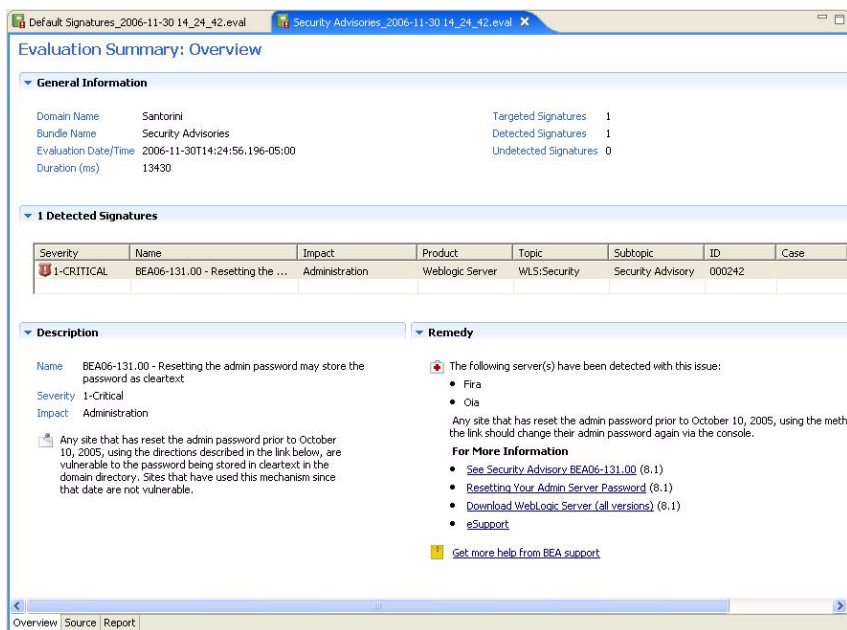 Default Signatures_2006-11-30 14_24_42.eval
Security Advisories_2006-11-30 14_24_42.eval
Evaluation Summary: Overview
General Information
Domain Name Santorini
Bundle Name Security Advisories
Evaluation Date/Time 2006-11-30T14:24:56.196-05:00
Duration (ms) 13430
Targeted Signatures 1
Detected Signatures 1
Undetected Signatures 0
1 Detected Signatures
Severity Name Impact Product Topic Subtopic ID Case
1-CRITICAL BEA06-131.00 - Resetting the ... Administration Weblogic Server WLS:Security Security Advisory 000242
Description
Name BEA06-131.00 - Resetting the admin password may store the
password as cleartext
Severity 1-Critical
Impact Administration
Any site that has reset the admin password prior to October
10, 2005, using the directions described in the link below, are
vulnerable to the password being stored in cleartext in the
domain directory. Sites that have used this mechanism since
that date are not vulnerable.
Remedy
The following server(s) have been detected with this issue:
• Fira
• Oia
Any site that has reset the admin password prior to October 10, 2005, using the meth
the link should change their admin password again via the console.
For More Information
• See Security Advisory BEA06-131.00 (8.1)
• Resetting Your Admin Server Password (8.1)
• Download WebLogic Server (all versions) (8.1)
• eSupport
Get more help from BEA support
Overview Source Report